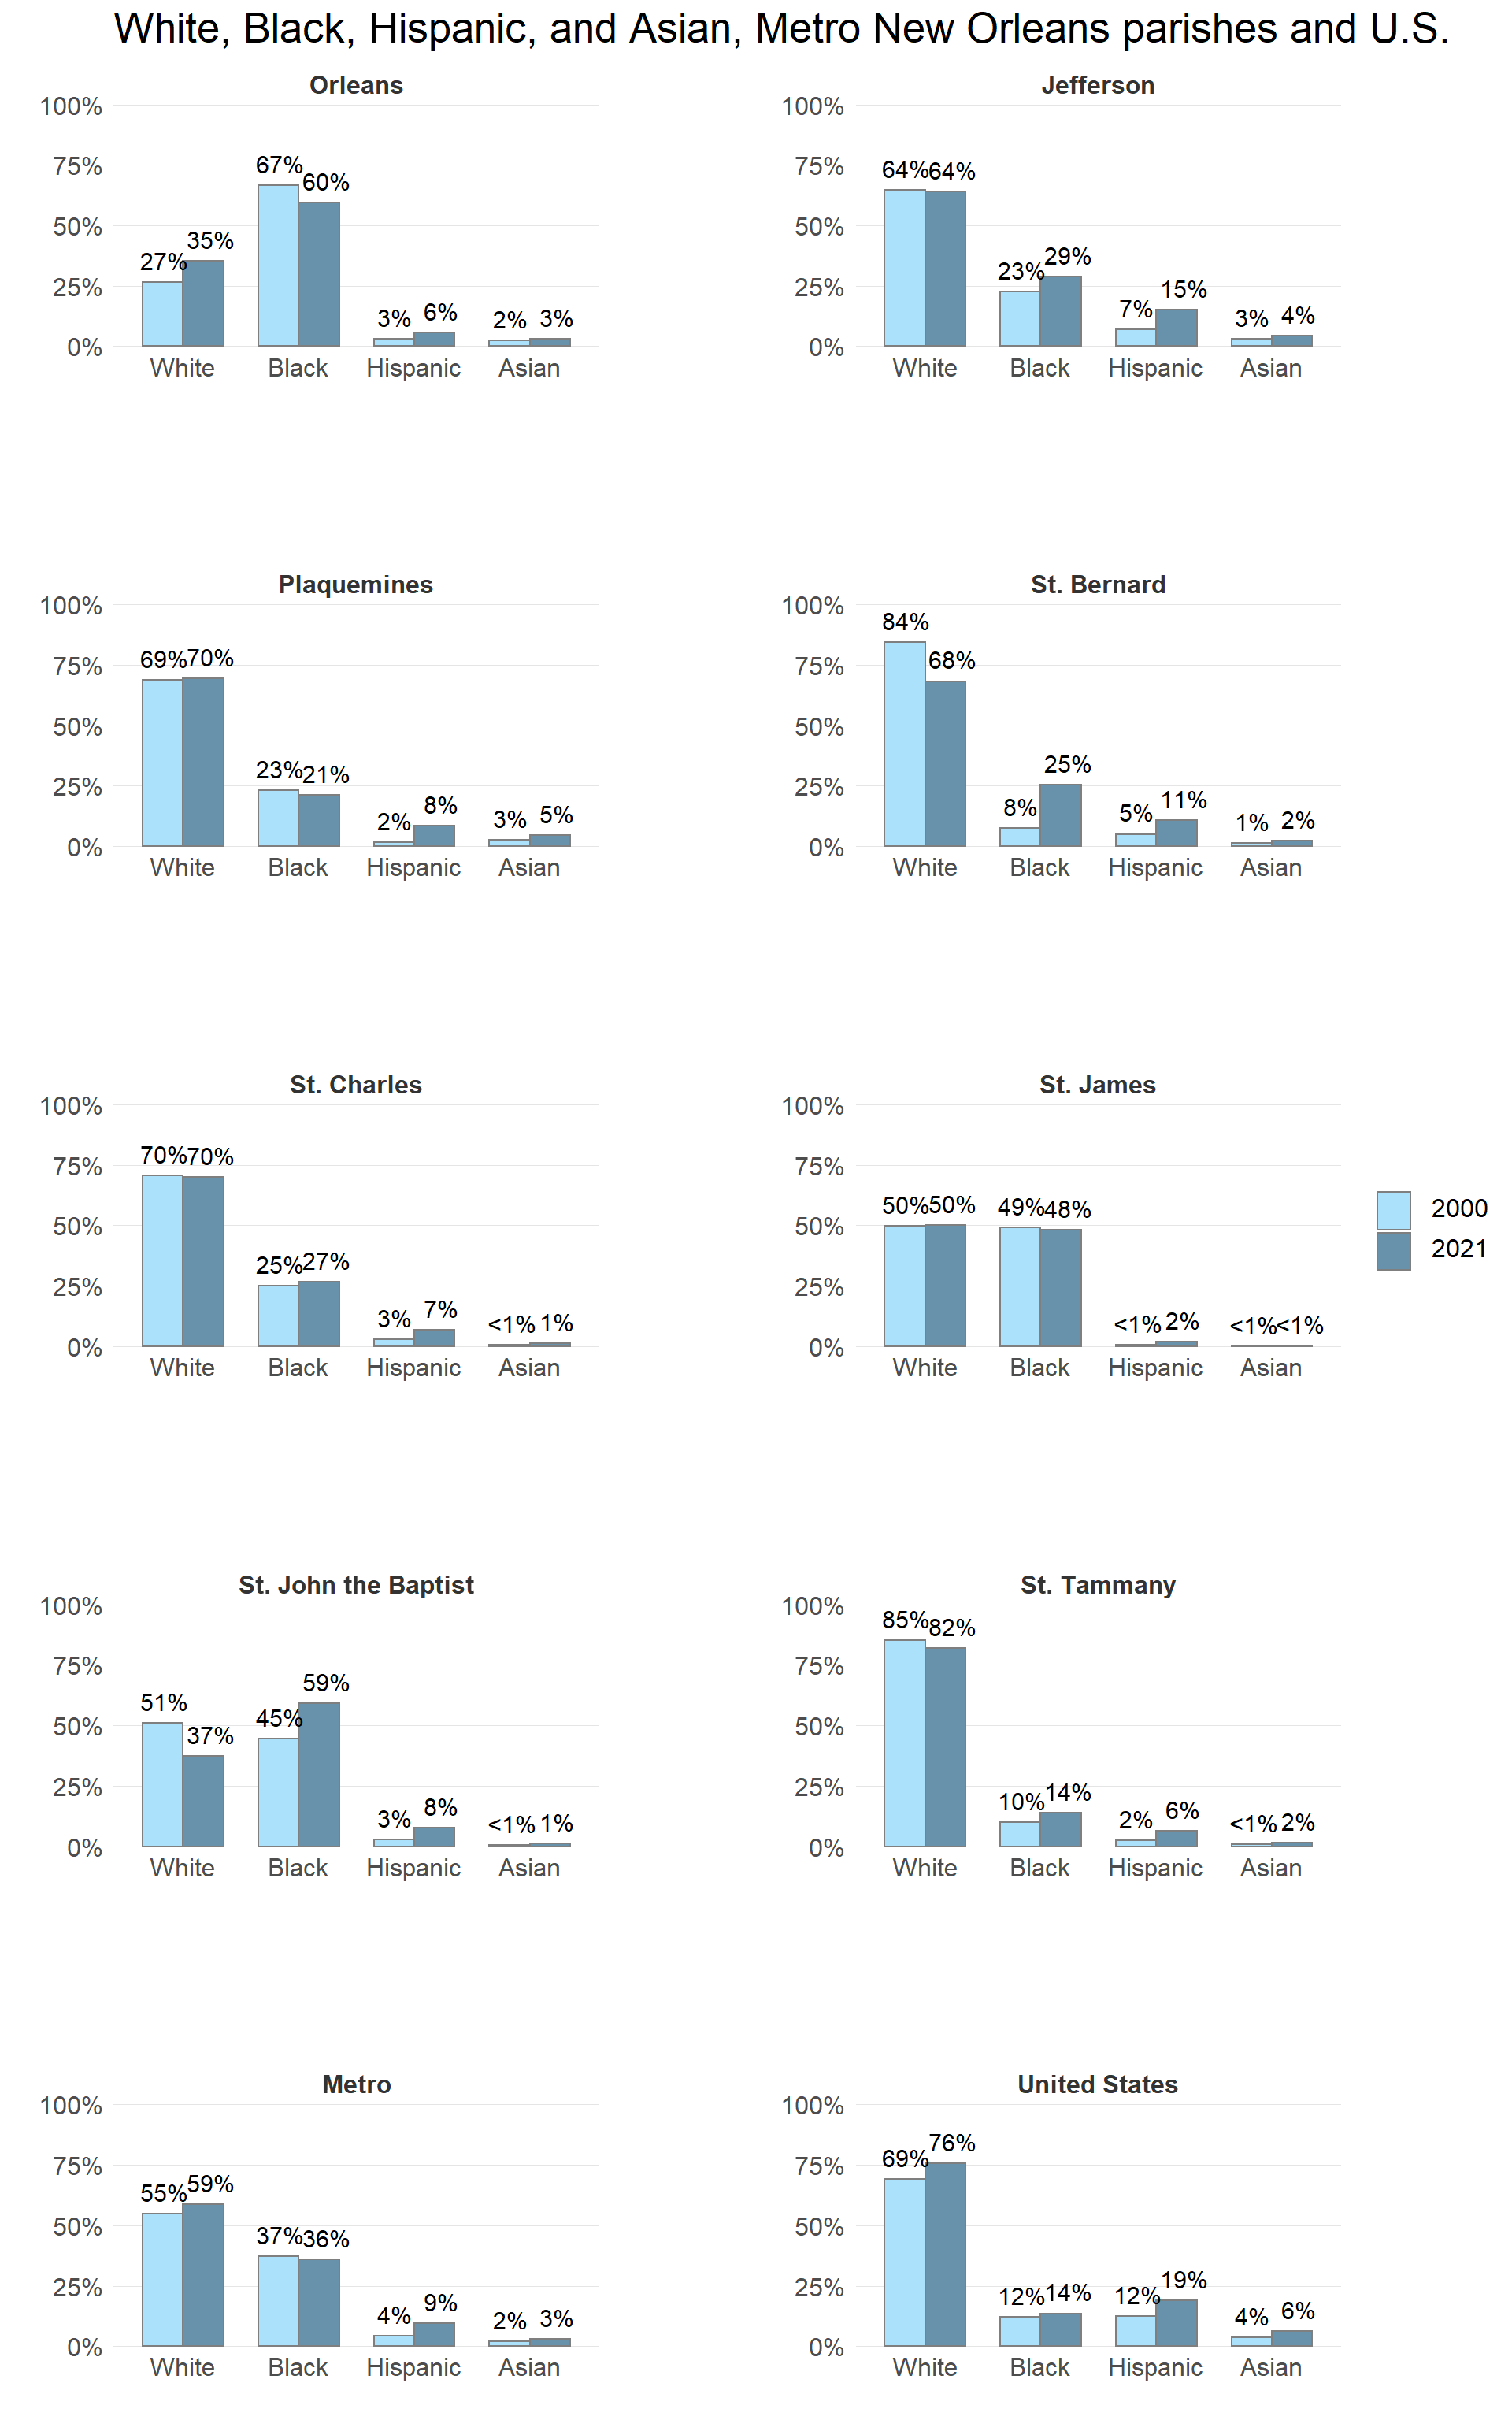 White, Black, Hispanic, and Asian, Metro New Orleans parishes and U.S.
Orleans
100%
75%
50%
25%
0%
27% 35% 67% 60% 3% 6% 2% 3%
White Black Hispanic Asian
Jefferson
100%
75%
50%
25%
0%
64% 64% 23% 29% 7% 15% 3% 4%
White Black Hispanic Asian
Plaquemines
100%
75%
50%
25%
0%
69% 70% 23% 21% 2% 8% 3% 5%
White Black Hispanic Asian
St. Bernard
100%
75%
50%
25%
0%
84% 68% 8% 25% 5% 11% 1% 2%
White Black Hispanic Asian
St. Charles
100%
75%
50%
25%
0%
70% 70% 25% 27% 3% 7% <1% 1%
White Black Hispanic Asian
St. James
100%
75%
50%
25%
0%
50% 50% 49% 48% <1% 2% <1% <1%
White Black Hispanic Asian
2000
2021
St. John the Baptist
100%
75%
50%
25%
0%
51% 37% 45% 59% 3% 8% <1% 1%
White Black Hispanic Asian
St. Tammany
100%
75%
50%
25%
0%
85% 82% 10% 14% 2% 6% <1% 2%
White Black Hispanic Asian
Metro
100%
75%
50%
25%
0%
55% 59% 37% 36% 4% 9% 2% 3%
White Black Hispanic Asian
United States
100%
75%
50%
25%
0%
69% 76% 12% 14% 12% 19% 4% 6%
White Black Hispanic Asian